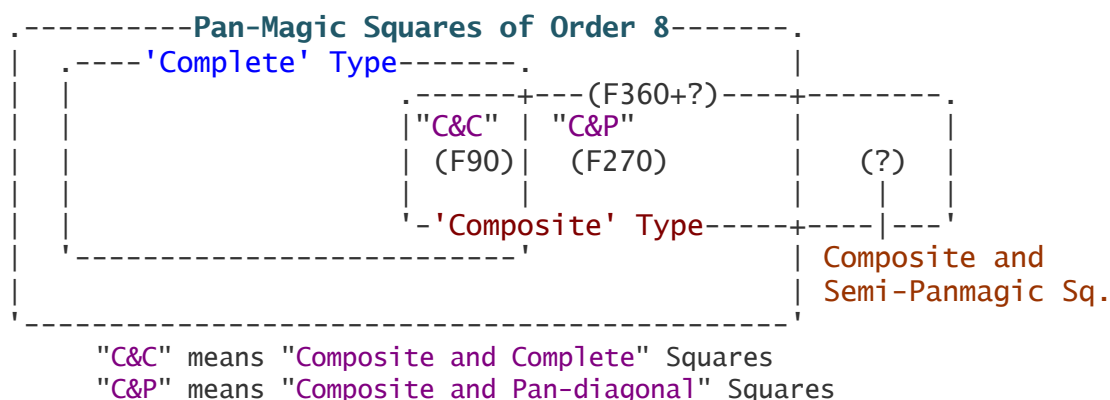 .----------Pan-Magic Squares of Order 8-------.
|  .----'Complete' Type-------.               |
|  |                   .------+---(F360+?)----+--------.
|  |                   |"C&C" | "C&P"         |        |
|  |                   | (F90)|  (F270)       |   (?)  |
|  |                   |      |               |    |   |
|  |                   '-'Composite' Type-----+----|---'
|  '--------------------------'               | Composite and
|                                             | Semi-Panmagic Sq.
'---------------------------------------------'
"C&C" means "Composite and Complete" Squares
"C&P" means "Composite and Pan-diagonal" Squares